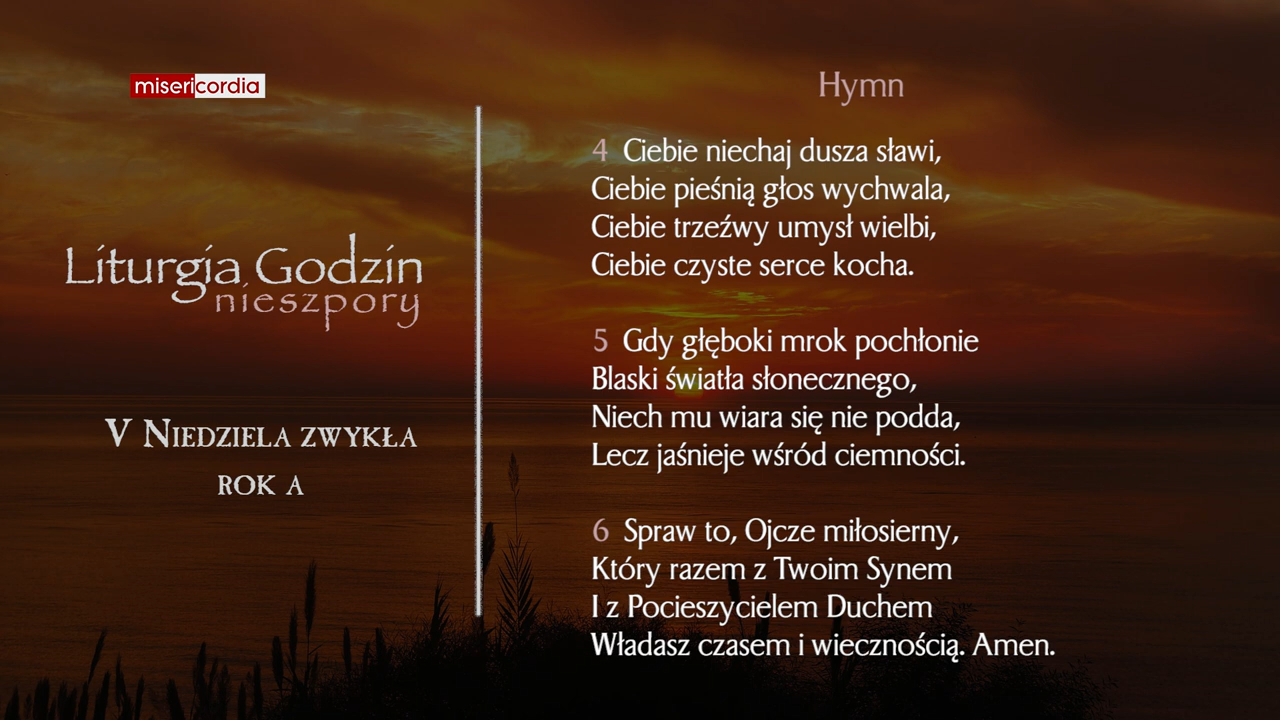 misericordia
Liturgia Godzin
nieszpory
V Niedziela zwykła
rok A
Hymn
4 Ciebie niechaj dusza sławi,
Ciebie pieśnią głos wychwala,
Ciebie trzeźwy umysł wielbi,
Ciebie czyste serce kocha.
5 Gdy głęboki mrok pochłonie
Blaski światła słonecznego,
Niech mu wiara się nie podda,
Lecz jaśnieje wśród ciemności.
6 Spraw to, Ojcze miłosierny,
Który razem z Twoim Synem
I z Pocieszycielem Duchem
Władasz czasem i wiecznością. Amen.